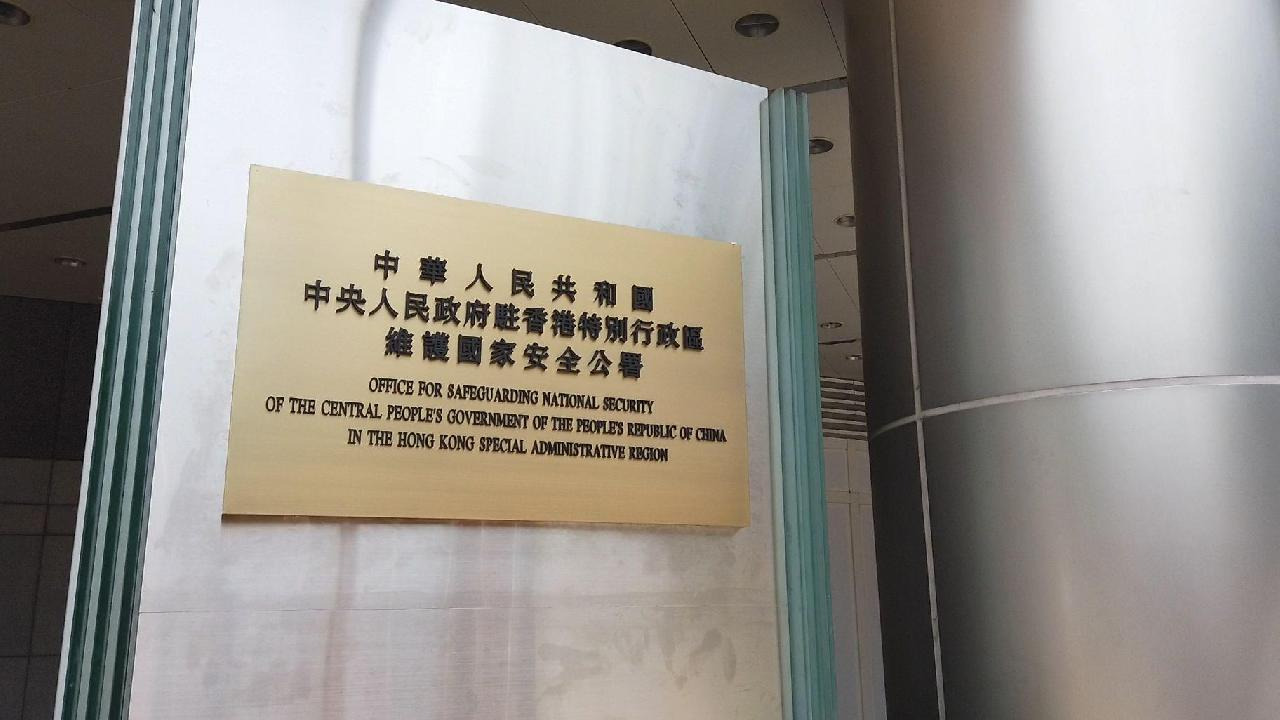 中華人民共和國
中央人民政府駐香港特別行政區
維護國家安全公署
OFFICE FOR SAFEGUARDING NATIONAL SECURITY
OF THE CENTRAL PEOPLE'S GOVERNMENT OF THE PEOPLE'S REPUBLIC OF CHINA
IN THE HONG KONG SPECIAL ADMINISTRATIVE REGION